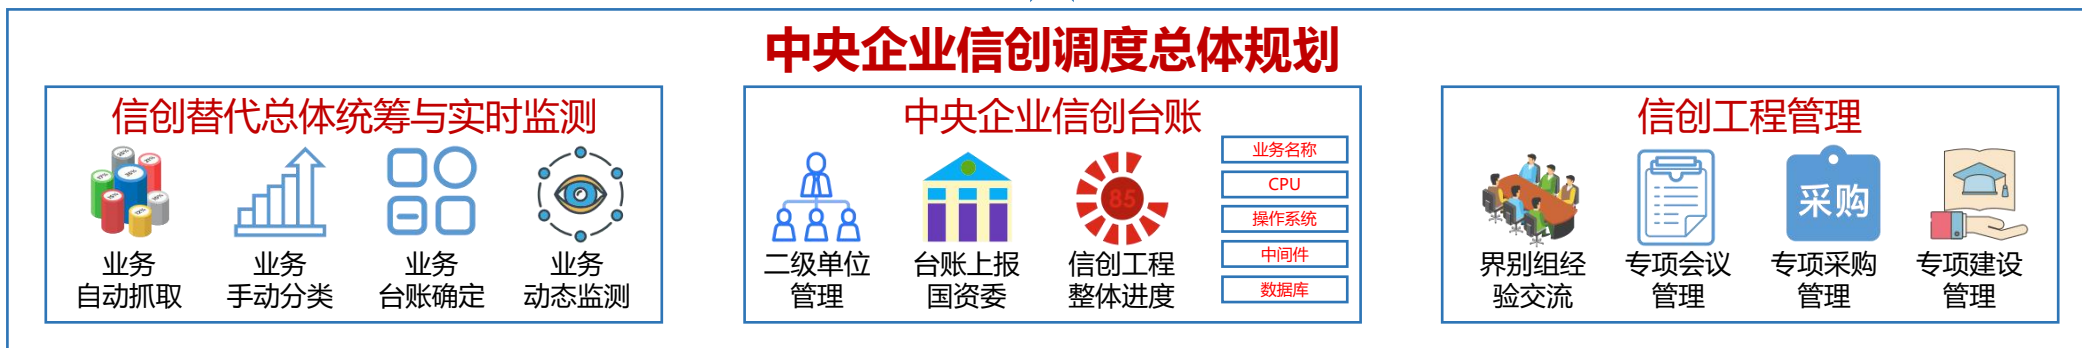 中央企业信创调度总体规划
信创替代总体统筹与实时监测
业务
自动抓取
业务
手动分类
业务
台账确定
业务
动态监测
中央企业信创台账
二级单位
管理
台账上报
国资委
85
信创工程
整体进度
业务名称
CPU
操作系统
中间件
数据库
信创工程管理
界别组经
验交流
专项会议
管理
采购
专项采购
管理
专项建设
管理